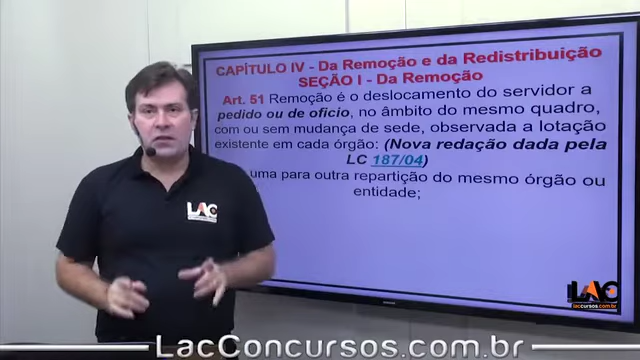 CAPÍTULO IV - Da Remoção e da Redistribuição
SEÇÃO I - Da Remoção
Art. 51 Remoção é o deslocamento do servidor a
pedido ou de ofício, no âmbito do mesmo quadro,
com ou sem mudança de sede, observada a lotação
existente em cada órgão: (Nova redação dada pela
LC 187/04)
uma para outra repartição do mesmo órgão ou
entidade;
LAC
LAC
laccursos.com.br
LacConcursos.com.br